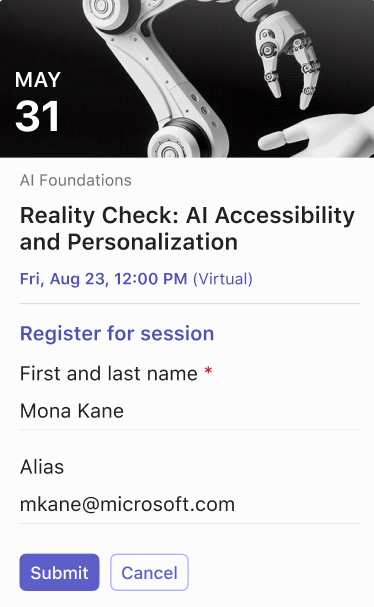 MAY
31
AI Foundations
Reality Check: AI Accessibility
and Personalization
Fri, Aug 23, 12:00 PM (Virtual)
Register for session
First and last name *
Mona Kane
Alias
mkane@microsoft.com
Submit Cancel